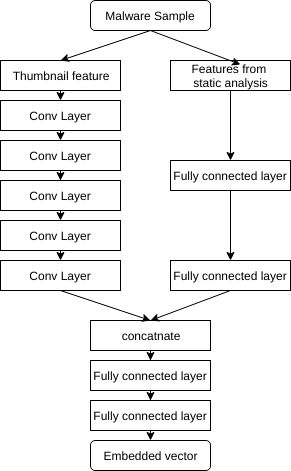 Malware Sample
Thumbnail feature
Features from
static analysis
Conv Layer
Conv Layer
Fully connected layer
Conv Layer
Conv Layer
Conv Layer
Fully connected layer
concatnate
Fully connected layer
Fully connected layer
Embedded vector